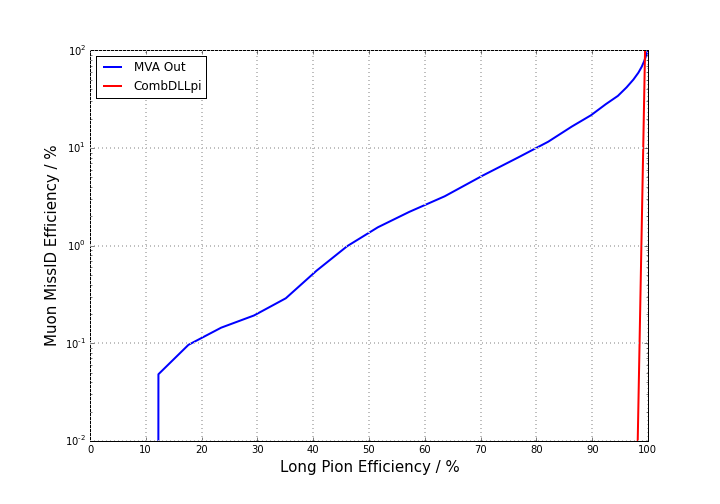 MVA Out
CombDLLpi
10²
10¹
10⁰
10⁻¹
10⁻²
Muon MissID Efficiency / %
0 10 20 30 40 50 60 70 80 90 100
Long Pion Efficiency / %